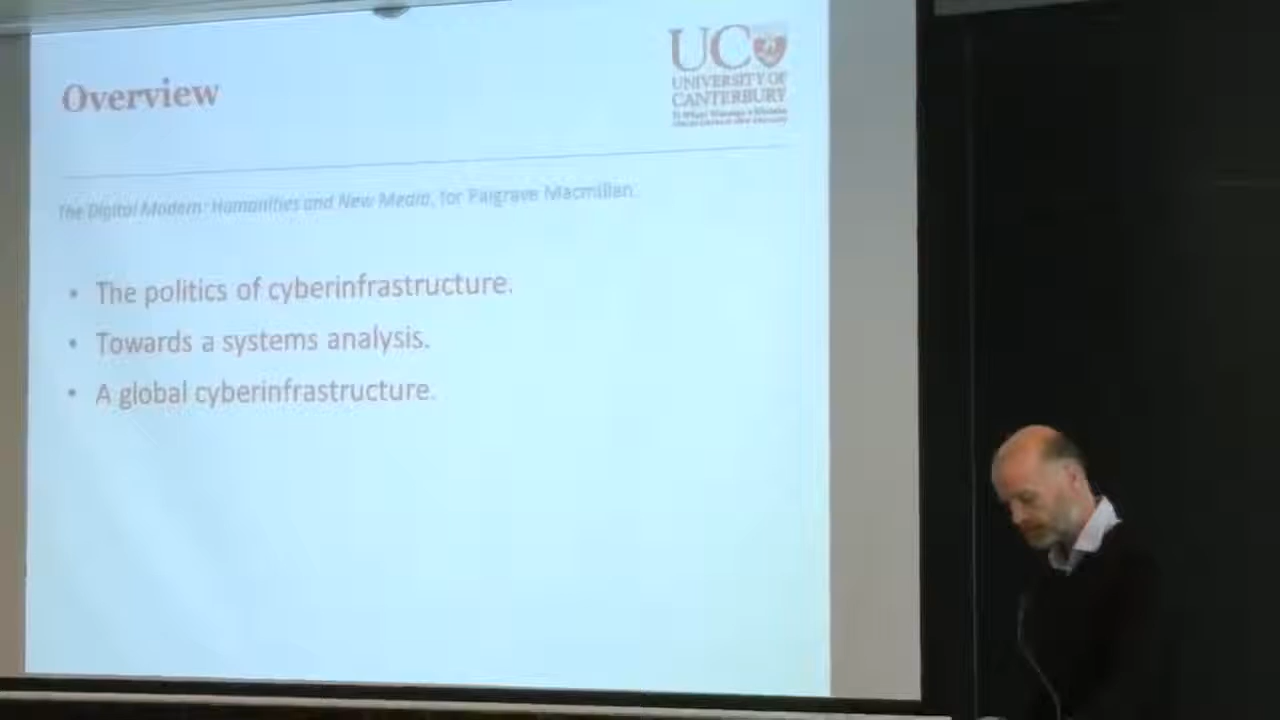 Overview
UC
UNIVERSITY OF
CANTERBURY
The Digital Modern: Humanities and New Media, for Palgrave Macmillan.
• The politics of cyberinfrastructure.
• Towards a systems analysis.
• A global cyberinfrastructure.